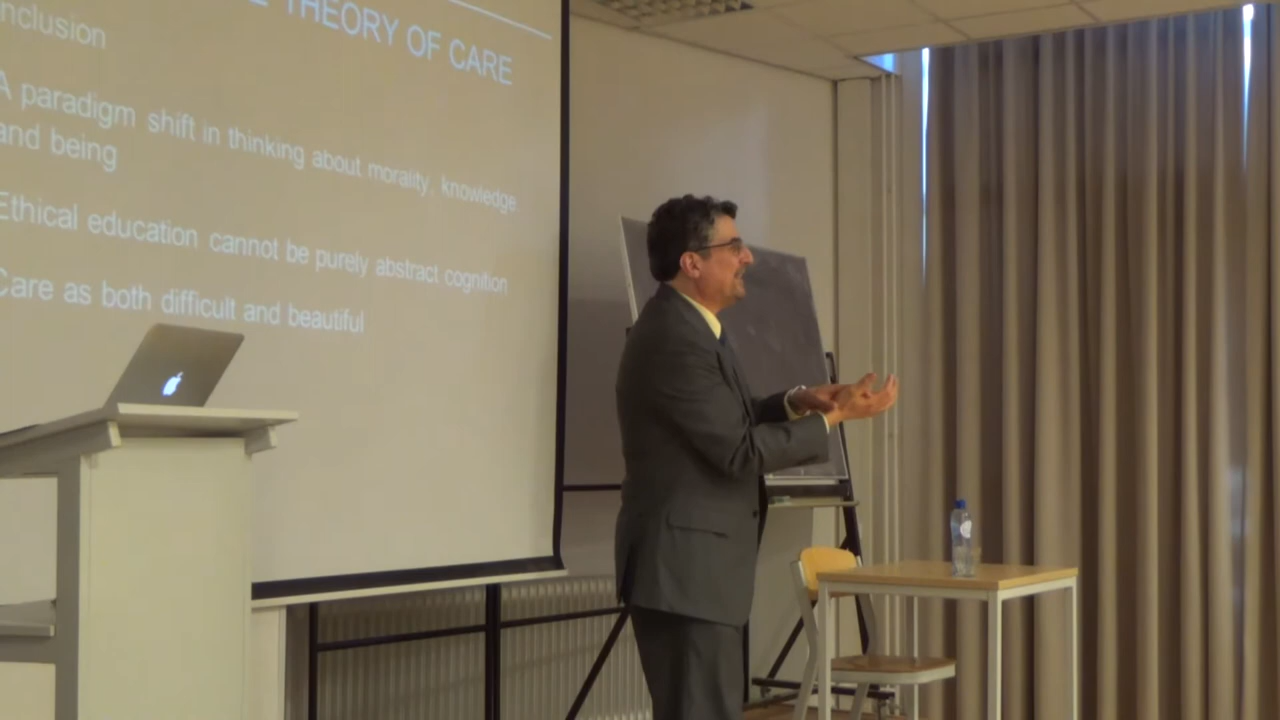 THEORY OF CARE
nclusion
A paradigm shift in thinking about morality, knowledge
and being
Ethical education cannot be purely abstract cognition
Care as both difficult and beautiful